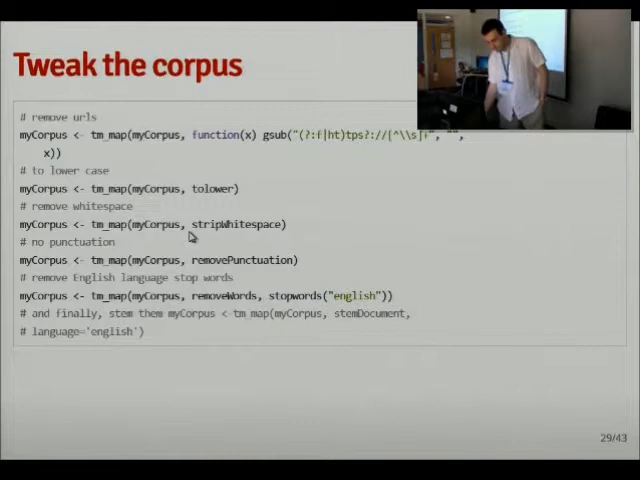 Tweak the corpus
# remove urls
myCorpus <- tm_map(myCorpus, function(x) gsub("(?:f|ht)tps?://[^\\s]+", "",
x))
# to lower case
myCorpus <- tm_map(myCorpus, tolower)
# remove whitespace
myCorpus <- tm_map(myCorpus, stripWhitespace)
# no punctuation
myCorpus <- tm_map(myCorpus, removePunctuation)
# remove English language stop words
myCorpus <- tm_map(myCorpus, removeWords, stopwords("english"))
# and finally, stem them myCorpus < tm_map(myCorpus, stemDocument,
# language='english')
29/43